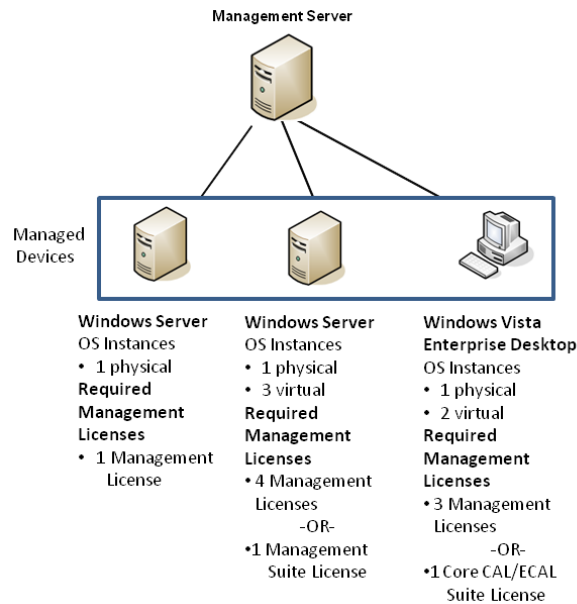 Management Server
Managed
Devices
Windows Server
OS Instances
• 1 physical
Required
Management
Licenses
• 1 Management
License
Windows Server
OS Instances
• 1 physical
• 3 virtual
Required
Management
Licenses
• 4 Management
Licenses
-OR-
•1 Management
Suite License
Windows Vista
Enterprise Desktop
OS Instances
• 1 physical
• 2 virtual
Required
Management
Licenses
• 3 Management
Licenses
-OR-
•1 Core CAL/ECAL
Suite License